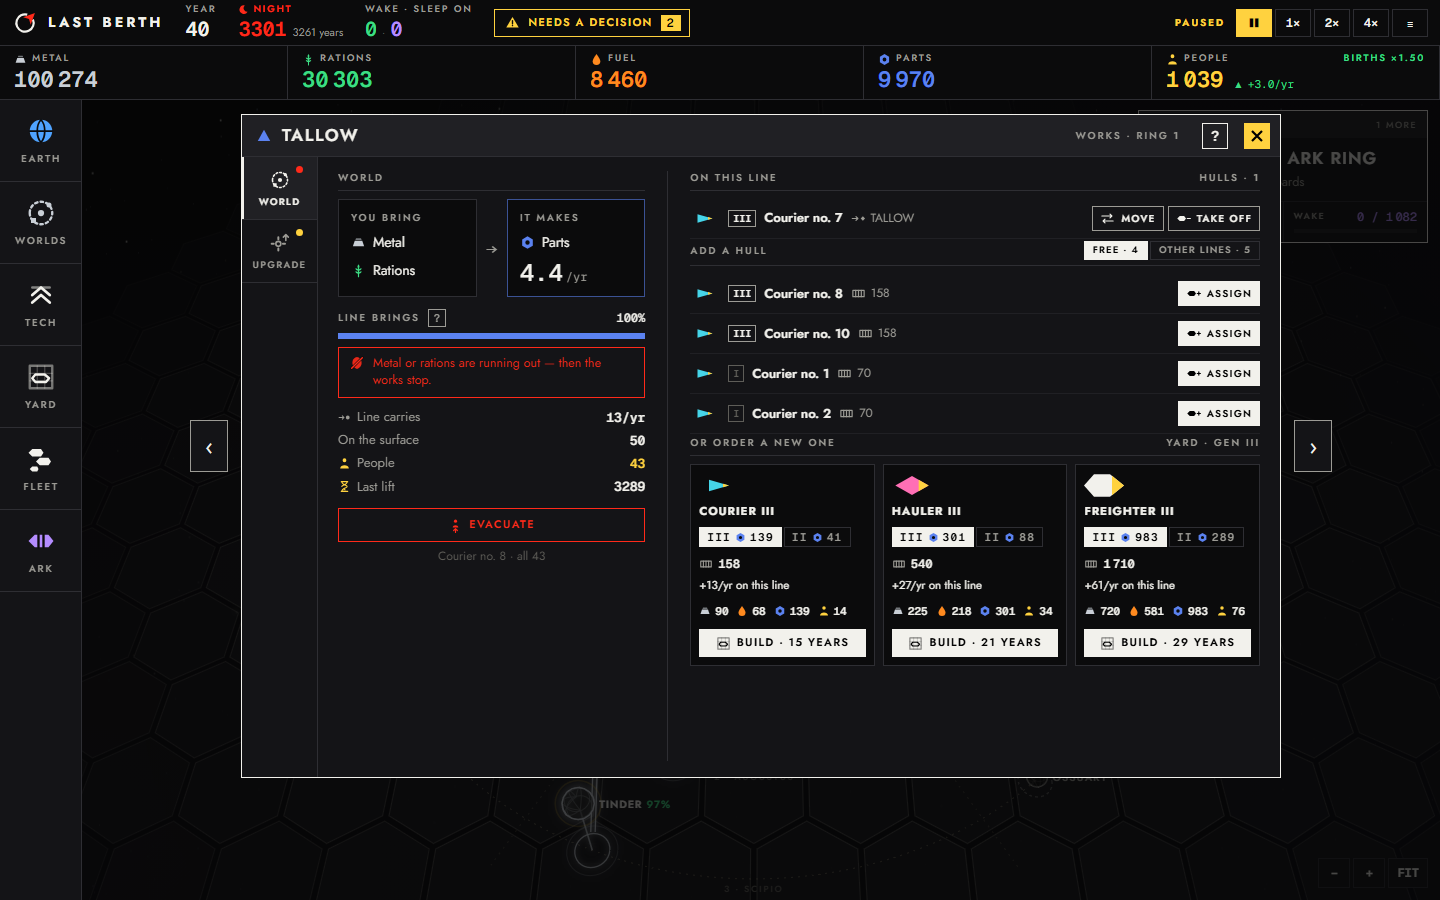 LAST BERTH
YEAR
40
NIGHT
3301 3261 years
WAKE · SLEEP ON
0 · 0
NEEDS A DECISION 2
PAUSED
1×
2×
4×
METAL
100 274
RATIONS
30 303
FUEL
8 460
PARTS
9 970
PEOPLE
1 039 ▲ +3.0/yr
BIRTHS ×1.50
EARTH
WORLDS
TECH
YARD
FLEET
ARK
TALLOW
WORKS · RING 1
?
WORLD
UPGRADE
WORLD
YOU BRING
Metal
Rations
→
IT MAKES
Parts
4.4/yr
LINE BRINGS ?
100%
Metal or rations are running out — then the
works stop.
Line carries 13/yr
On the surface 50
People 43
Last lift 3289
EVACUATE
Courier no. 8 · all 43
ON THIS LINE
HULLS · 1
III Courier no. 7 TALLOW
MOVE
TAKE OFF
ADD A HULL
FREE · 4
OTHER LINES · 5
III Courier no. 8 158
ASSIGN
III Courier no. 10 158
ASSIGN
I Courier no. 1 70
ASSIGN
I Courier no. 2 70
ASSIGN
OR ORDER A NEW ONE
YARD · GEN III
COURIER III
III 139 II 41
158
+13/yr on this line
90 68 139 14
BUILD · 15 YEARS
HAULER III
III 301 II 88
540
+27/yr on this line
225 218 301 34
BUILD · 21 YEARS
FREIGHTER III
III 983 II 289
1 710
+61/yr on this line
720 581 983 76
BUILD · 29 YEARS
1 MORE
ARK RING
WAKE 0 / 1 082
TINDER 97%
3 · SCIPIO
−
+
FIT